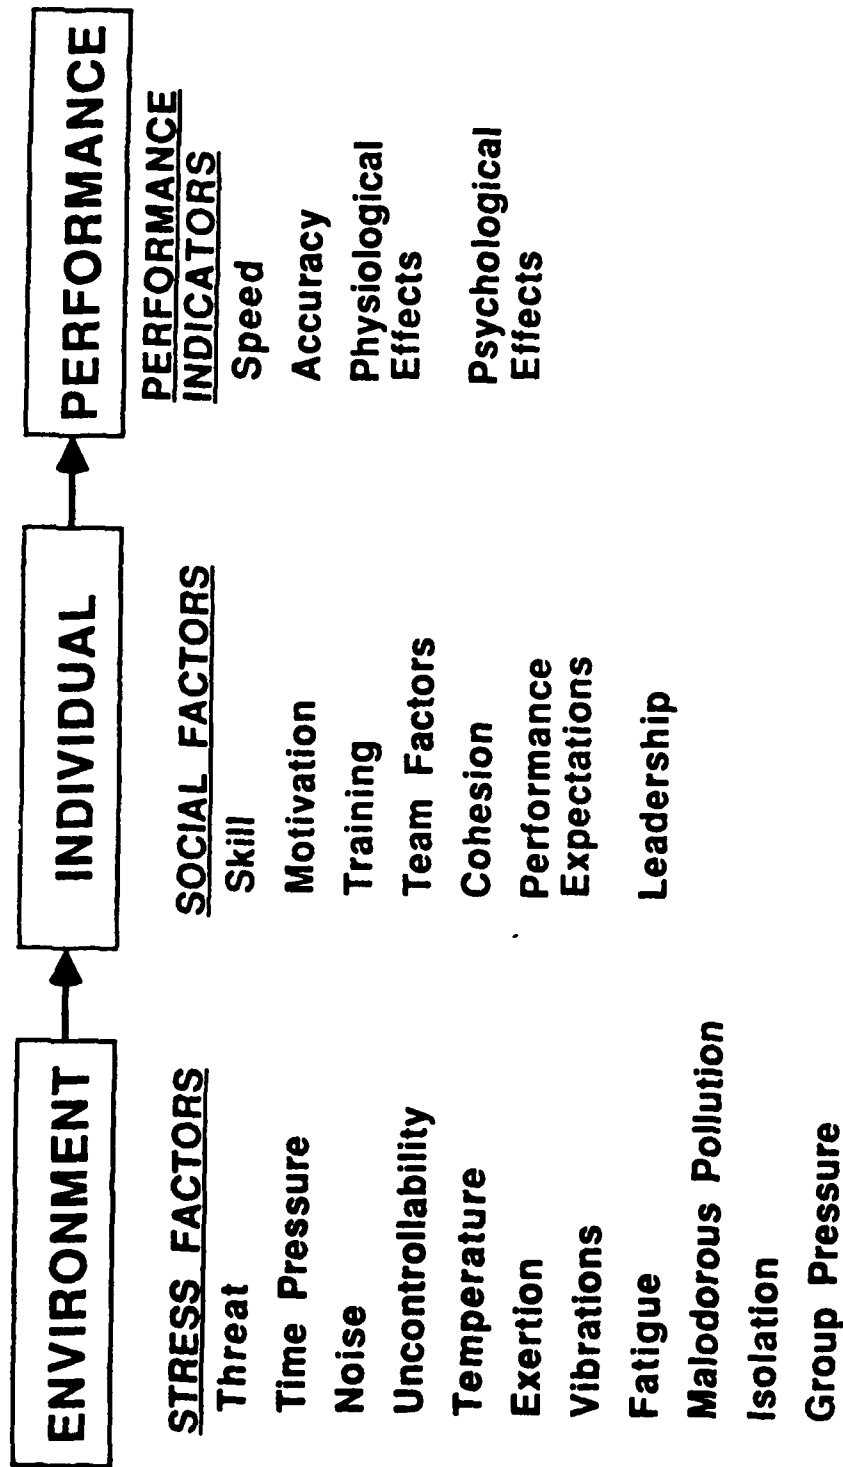 ENVIRONMENT
STRESS FACTORS
Threat
Time Pressure
Noise
Uncontrollability
Temperature
Exertion
Vibrations
Fatigue
Malodorous Pollution
Isolation
Group Pressure
INDIVIDUAL
SOCIAL FACTORS
Skill
Motivation
Training
Team Factors
Cohesion
Performance
Expectations
Leadership
PERFORMANCE
PERFORMANCE
INDICATORS
Speed
Accuracy
Physiological
Effects
Psychological
Effects